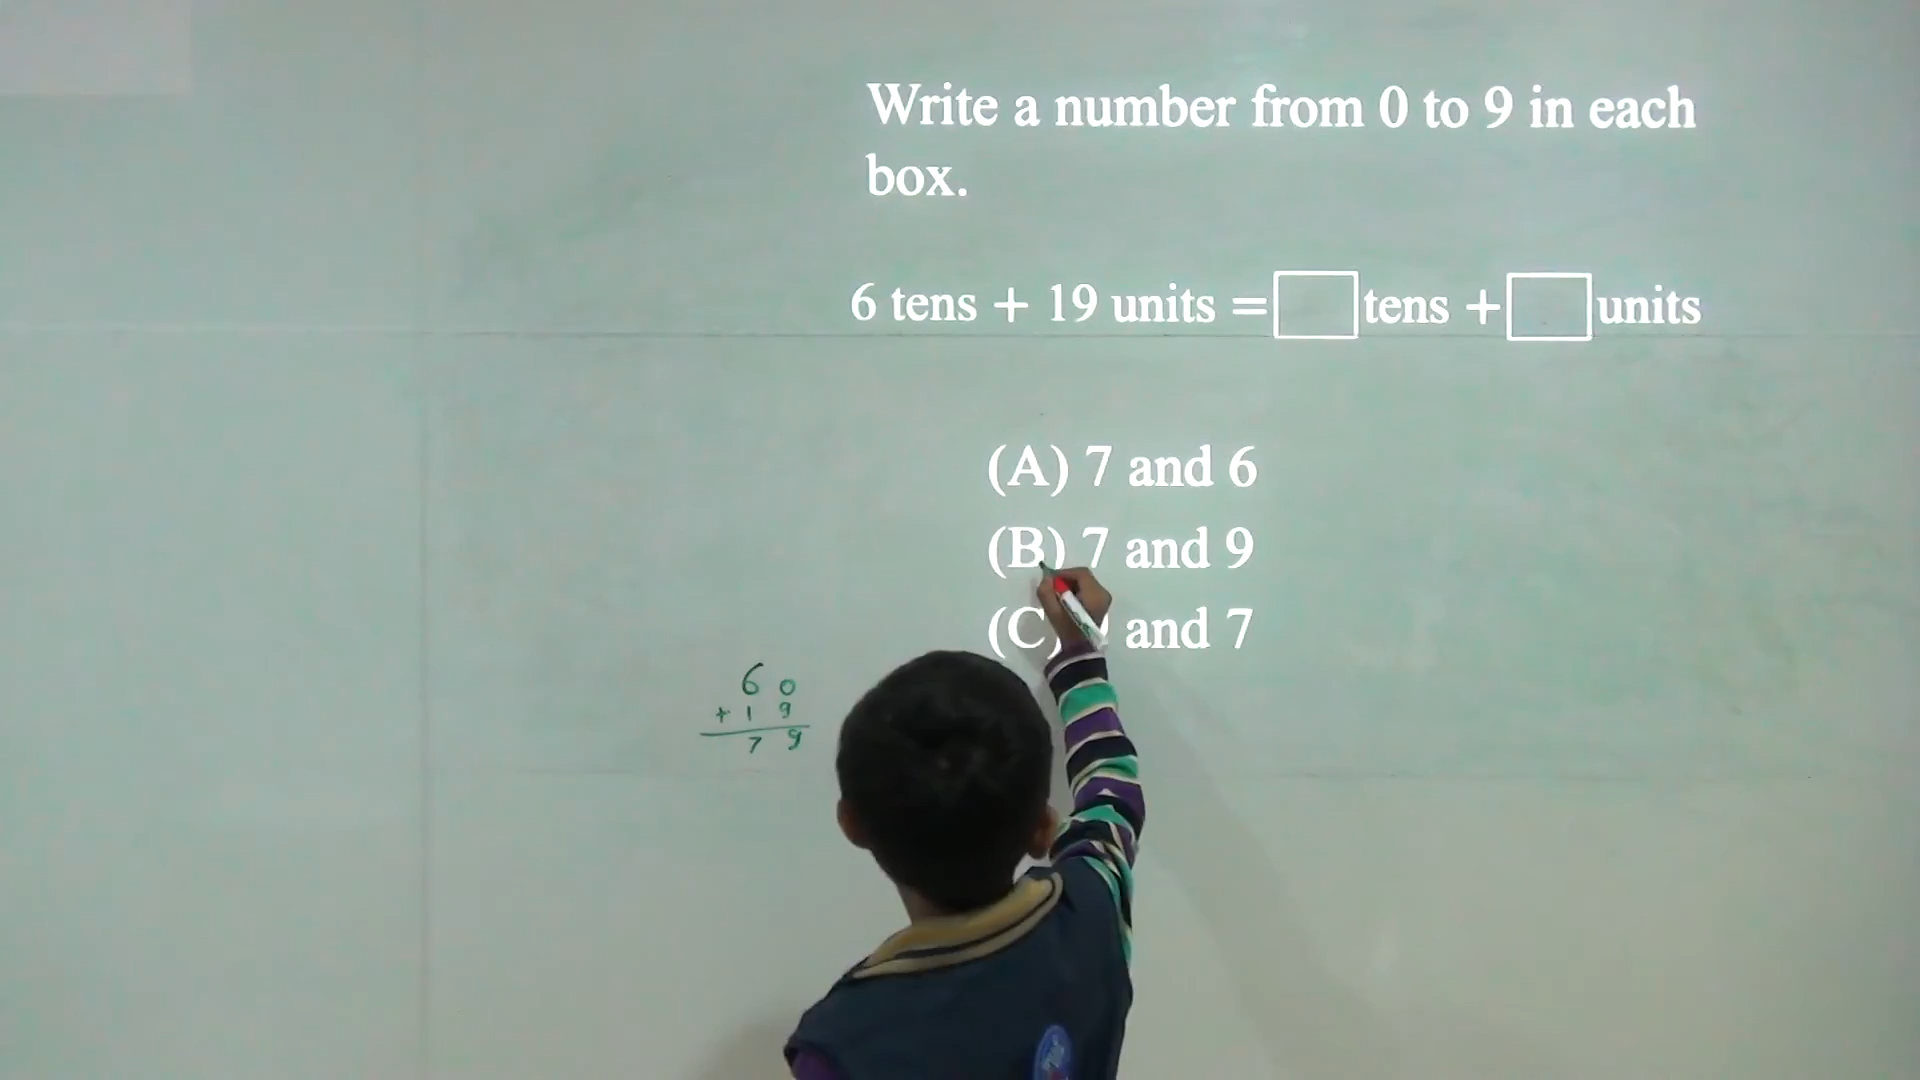 Write a number from 0 to 9 in each
box.
6 tens + 19 units = tens + units
(A) 7 and 6
(B) 7 and 9
(C) and 7
6 0
+ 1 9
7 9